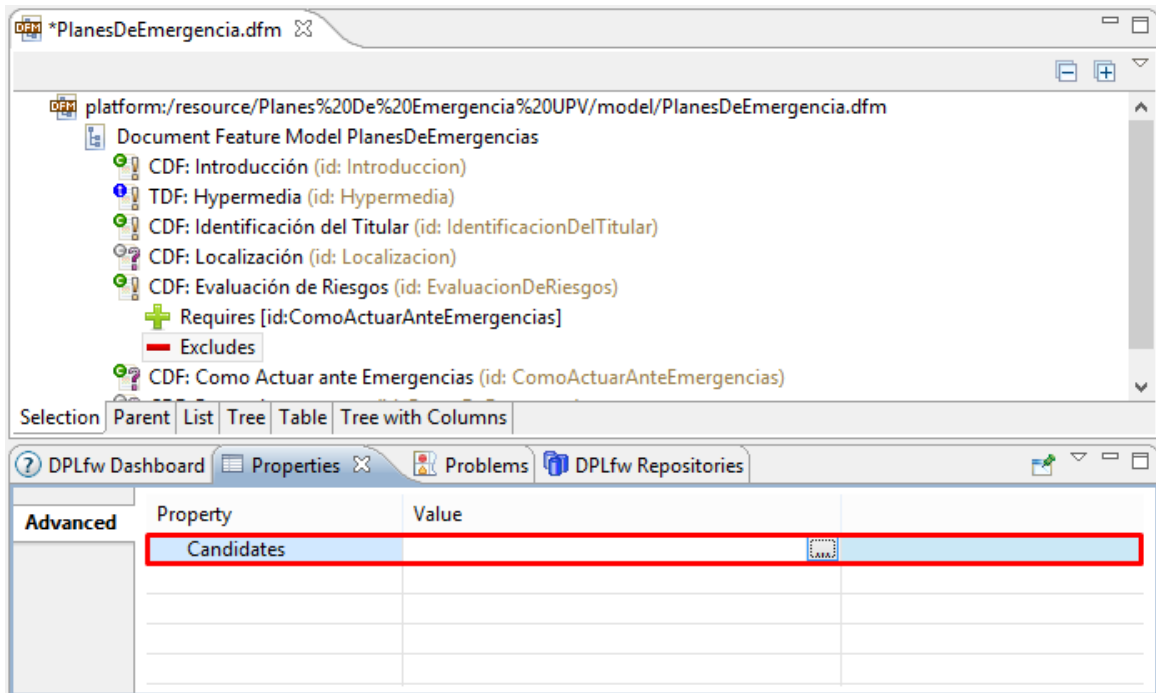 *PlanesDeEmergencia.dfm
platform:/resource/Planes%20De%20Emergencia%20UPV/model/PlanesDeEmergencia.dfm
Document Feature Model PlanesDeEmergencias
CDF: Introducción (id: Introduccion)
TDF: Hypermedia (id: Hypermedia)
CDF: Identificación del Titular (id: IdentificacionDelTitular)
CDF: Localización (id: Localizacion)
CDF: Evaluación de Riesgos (id: EvaluacionDeRiesgos)
Requires [id:ComoActuarAnteEmergencias]
Excludes
CDF: Como Actuar ante Emergencias (id: ComoActuarAnteEmergencias)
Selection Parent List Tree Table Tree with Columns
DPLfw Dashboard Properties Problems DPLfw Repositories
Advanced Property Value
Candidates ...